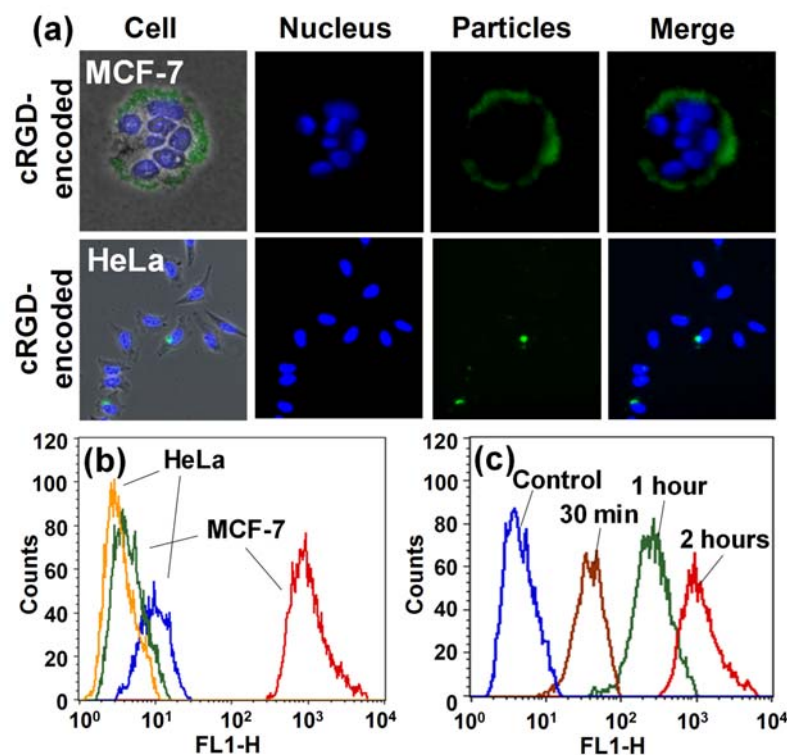 (a) Cell Nucleus Particles Merge
cRGD-
encoded
MCF-7
cRGD-
encoded
HeLa
(b)
HeLa
MCF-7
Counts
120
100
80
60
40
20
0
10⁰ 10¹ 10² 10³ 10⁴
FL1-H
(c)
Control
30 min
1 hour
2 hours
Counts
120
100
80
60
40
20
0
10⁰ 10¹ 10² 10³ 10⁴
FL1-H